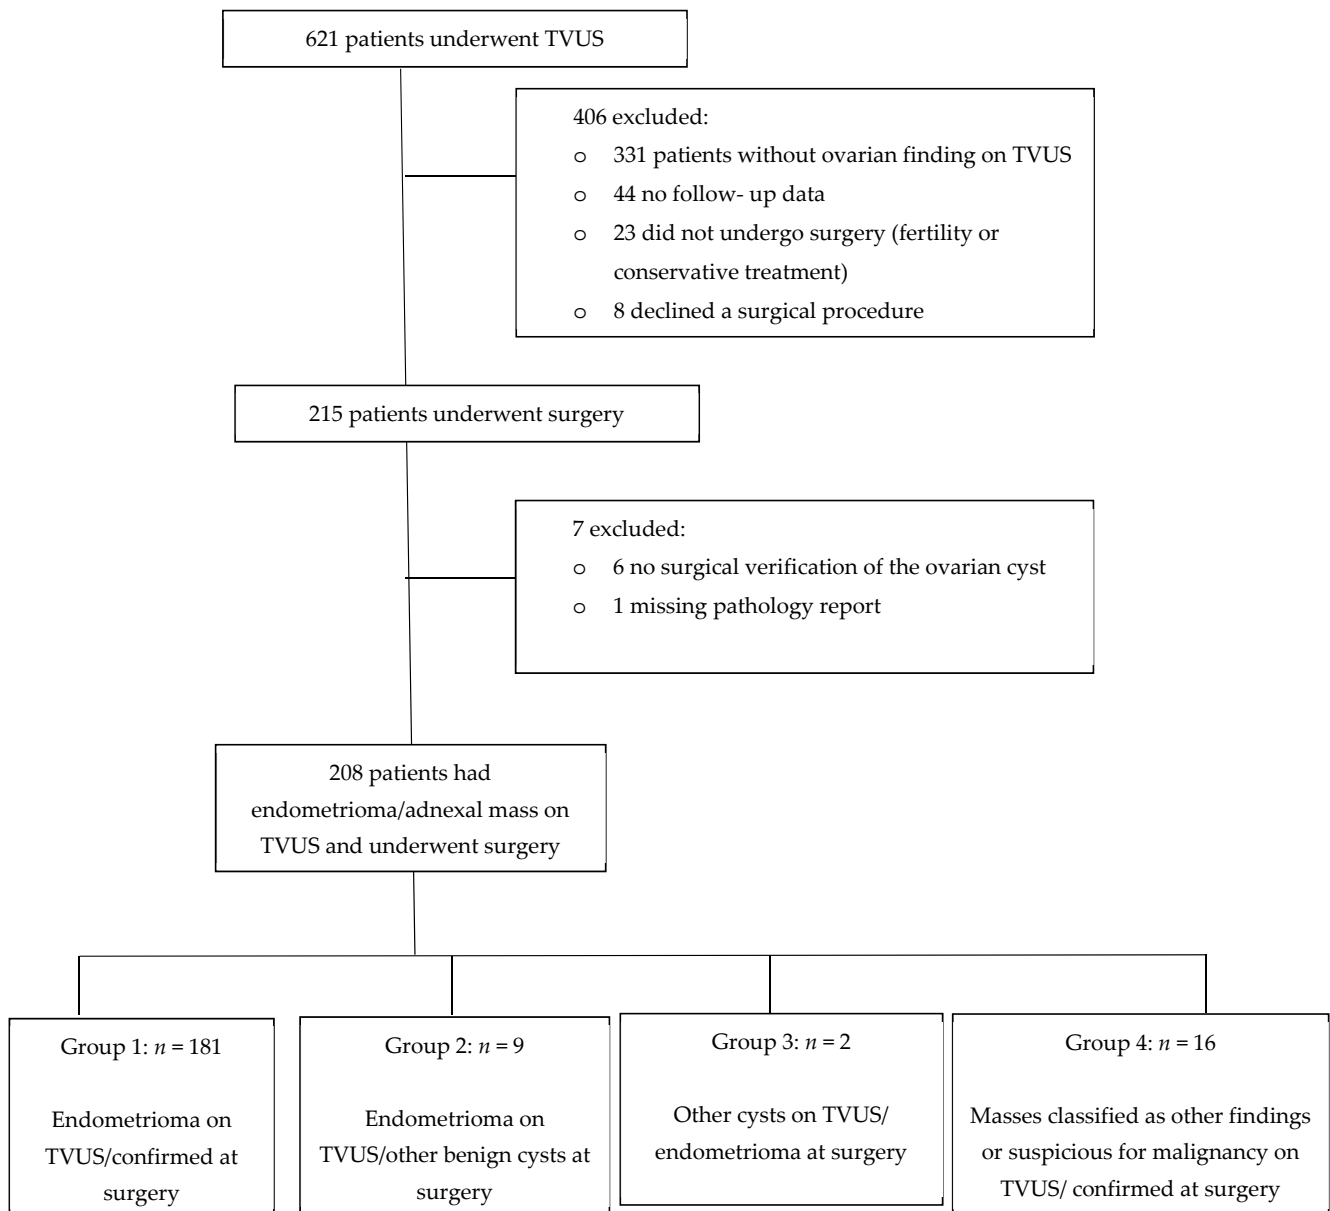 621 patients underwent TVUS
406 excluded:
o 331 patients without ovarian finding on TVUS
o 44 no follow- up data
o 23 did not undergo surgery (fertility or
conservative treatment)
o 8 declined a surgical procedure
215 patients underwent surgery
7 excluded:
o 6 no surgical verification of the ovarian cyst
o 1 missing pathology report
208 patients had
endometrioma/adnexal mass on
TVUS and underwent surgery
Group 1: n = 181
Endometrioma on
TVUS/confirmed at
surgery
Group 2: n = 9
Endometrioma on
TVUS/other benign cysts at
surgery
Group 3: n = 2
Other cysts on TVUS/
endometrioma at surgery
Group 4: n = 16
Masses classified as other findings
or suspicious for malignancy on
TVUS/ confirmed at surgery